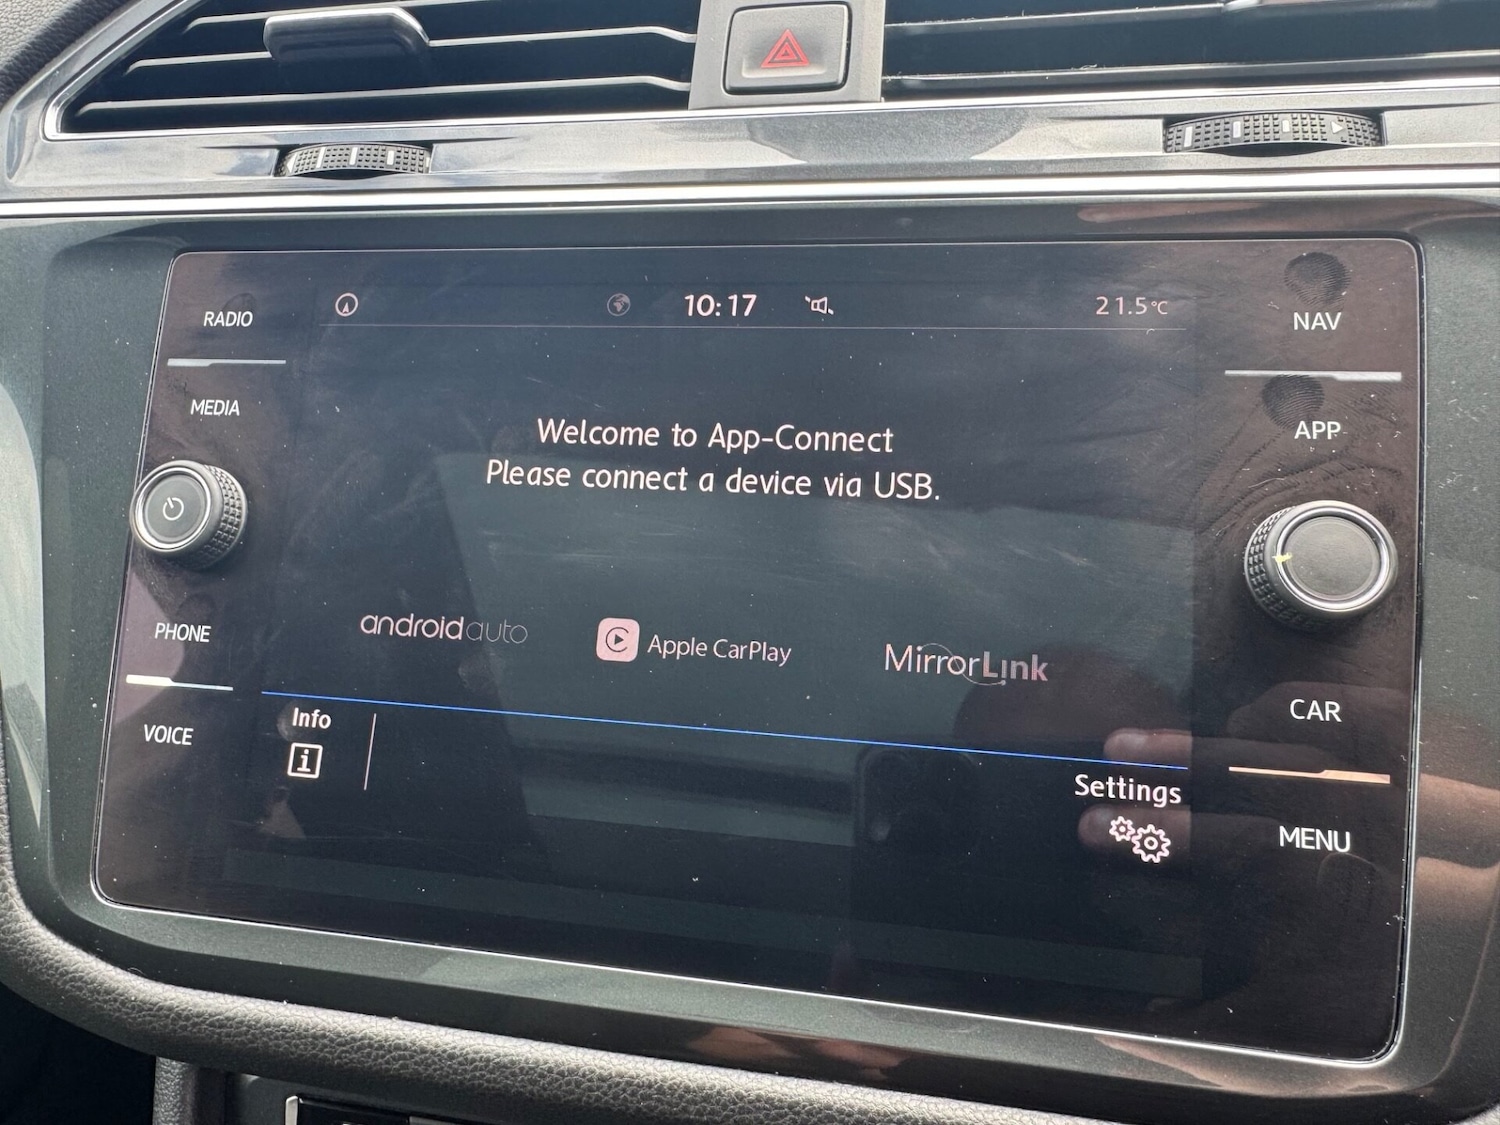 10:17
21.5°C
RADIO
MEDIA
PHONE
VOICE
Welcome to App-Connect
Please connect a device via USB.
androidauto
Apple CarPlay
MirrorLink
Info
i
Settings
NAV
APP
CAR
MENU